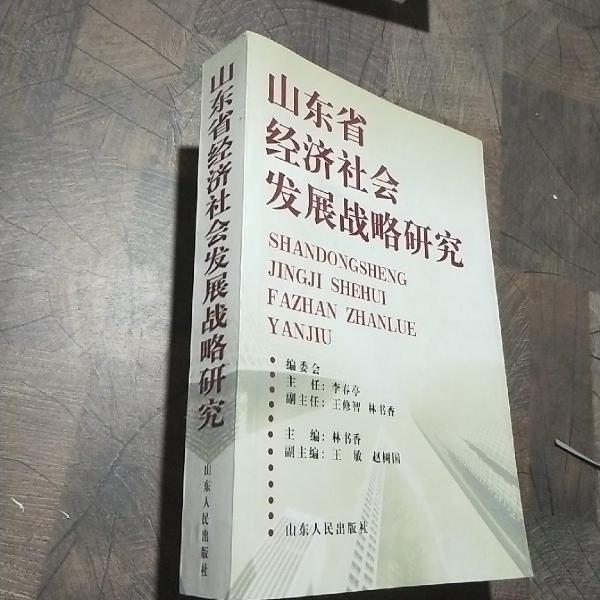 山东省经济社会发展战略研究
山东人民出版社
山东省
经济社会
发展战略研究
SHANDONGSHENG
JINGJI SHEHUI
FAZHAN ZHANLUE
YANJIU
编委会
主 任：李春亭
副主任：王修智 林书香
主 编：林书香
副主编：王 敏 赵树国
山东人民出版社